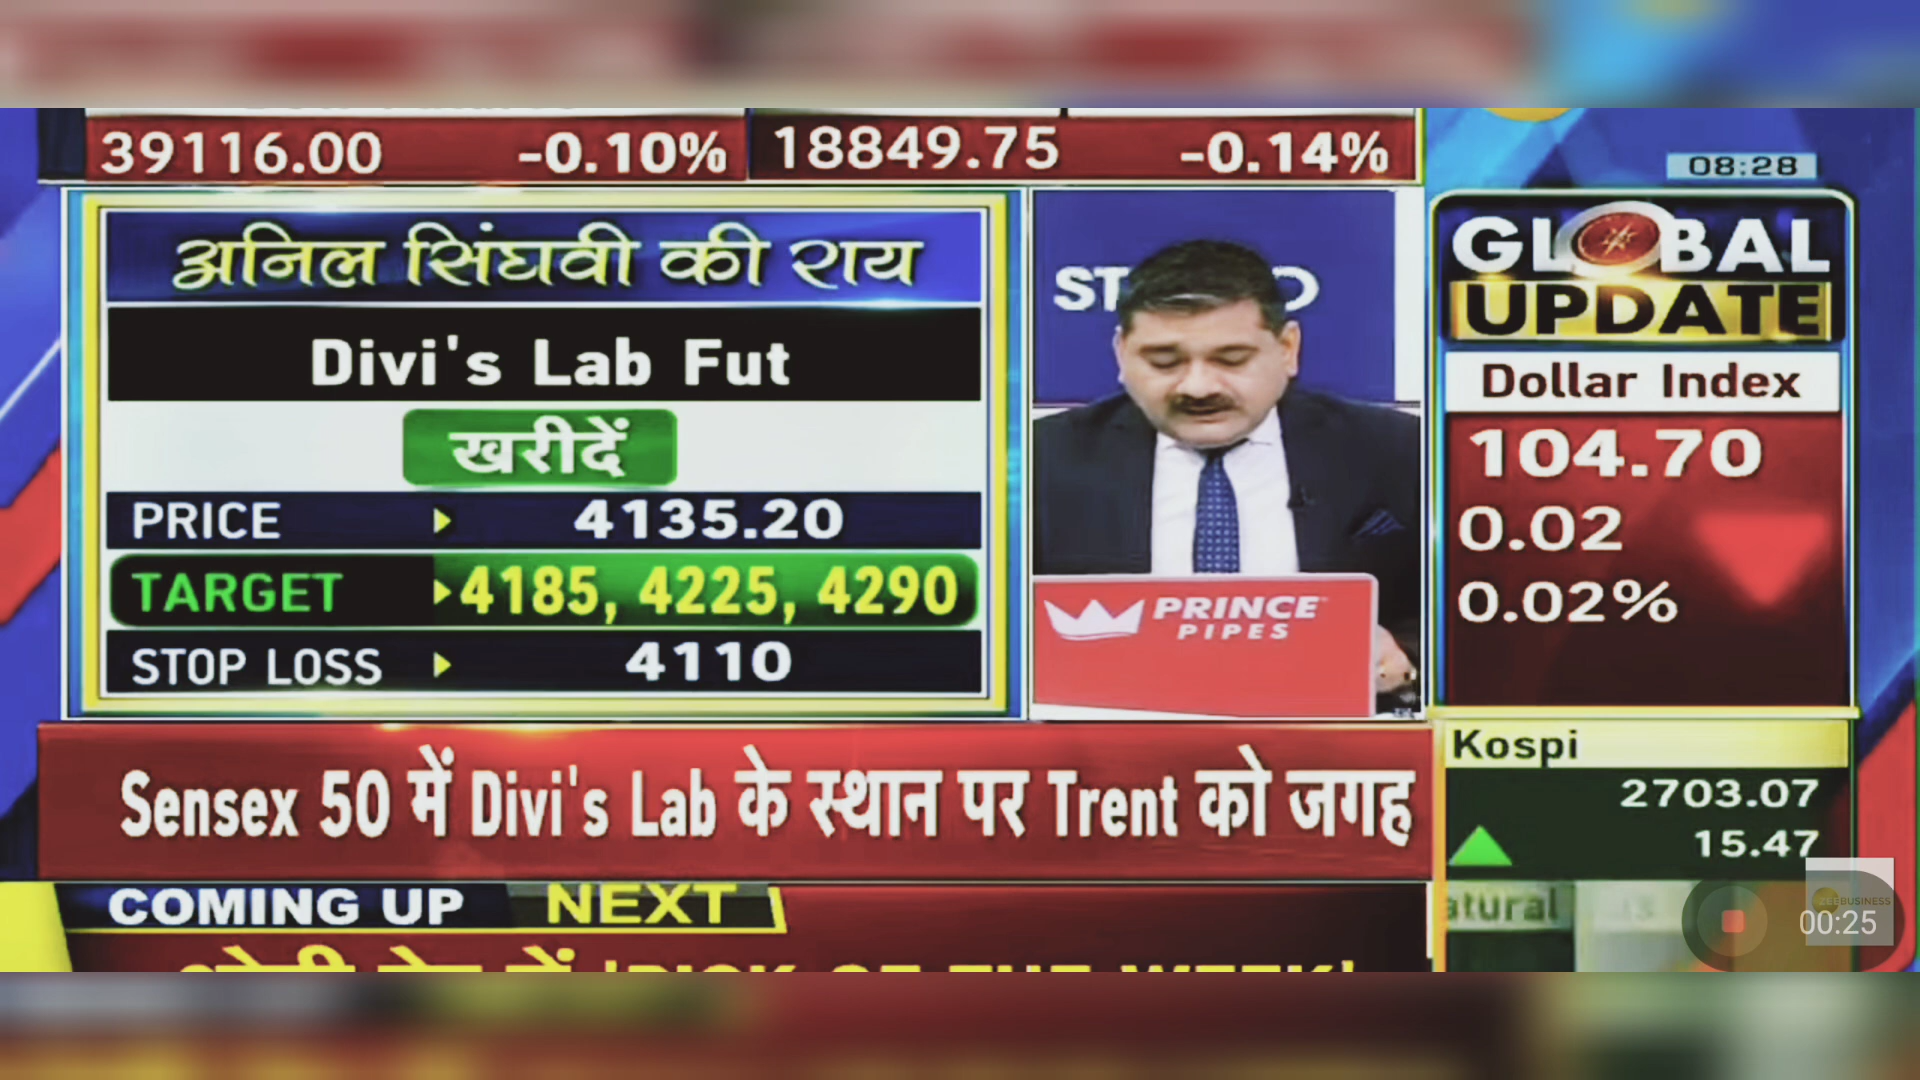 39116.00 -0.10% 18849.75 -0.14%
08:28
अनिल सिंघवी की राय
Divi's Lab Fut
खरीदें
PRICE 4135.20
TARGET 4185, 4225, 4290
STOP LOSS 4110
PRINCE
PIPES
GLOBAL
UPDATE
Dollar Index
104.70
0.02
0.02%
Kospi
2703.07
15.47
Sensex 50 में Divi's Lab के स्थान पर Trent को जगह
COMING UP NEXT
ZEEBUSINESS
00:25